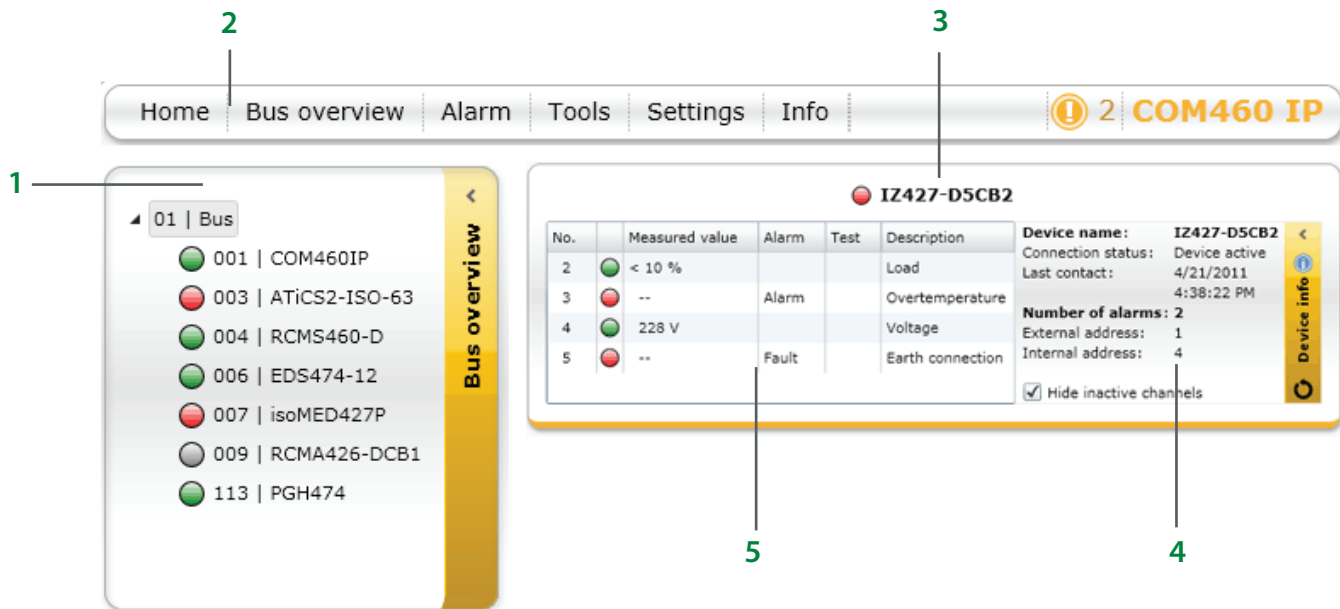 2
3
Home Bus overview Alarm Tools Settings Info 2 COM460 IP
1
01 | Bus
001 | COM460IP
003 | ATiCS2-ISO-63
004 | RCMS460-D
006 | EDS474-12
007 | isoMED427P
009 | RCMA426-DCB1
113 | PGH474
Bus overview
IZ427-D5CB2
No. Measured value Alarm Test Description
2 < 10 % Load
3 -- Alarm Overtemperature
4 228 V Voltage
5 -- Fault Earth connection
Device name: IZ427-D5CB2
Connection status: Device active
Last contact: 4/21/2011
4:38:22 PM
Number of alarms: 2
External address: 1
Internal address: 4
Hide inactive channels
Device info
5
4